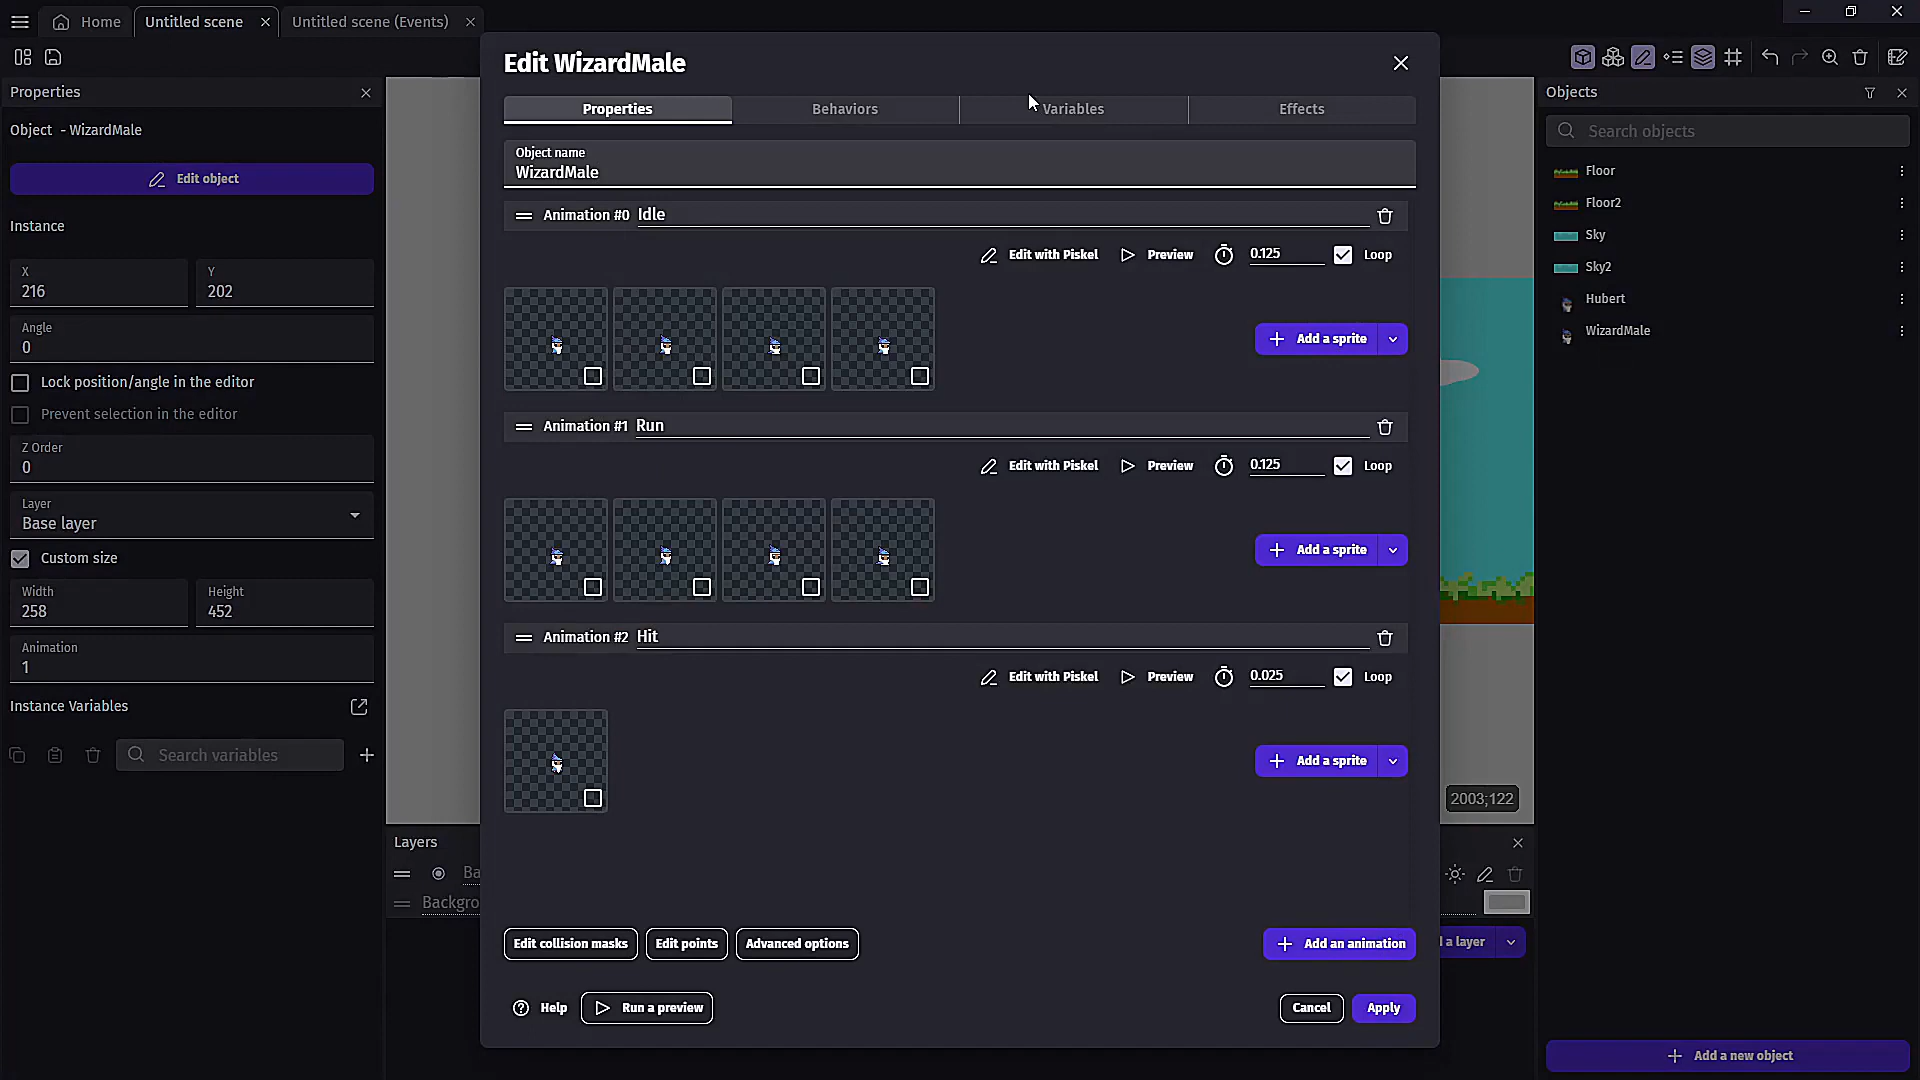 Home
Untitled scene
Untitled scene (Events)
Properties
Object - WizardMale
Edit object
Instance
X
216
Y
202
Angle
0
Lock position/angle in the editor
Prevent selection in the editor
Z Order
0
Layer
Base layer
Custom size
Width
258
Height
452
Animation
1
Instance Variables
Search variables
Edit WizardMale
Properties
Behaviors
Variables
Effects
Object name
WizardMale
Animation #0 Idle
Edit with Piskel
Preview
0.125
Loop
Add a sprite
Animation #1 Run
Edit with Piskel
Preview
0.125
Loop
Add a sprite
Animation #2 Hit
Edit with Piskel
Preview
0.025
Loop
Add a sprite
Edit collision masks
Edit points
Advanced options
Add an animation
Help
Run a preview
Cancel
Apply
Layers
Ba
Backgro
2003;122
l a layer
Objects
Search objects
Floor
Floor2
Sky
Sky2
Hubert
WizardMale
Add a new object